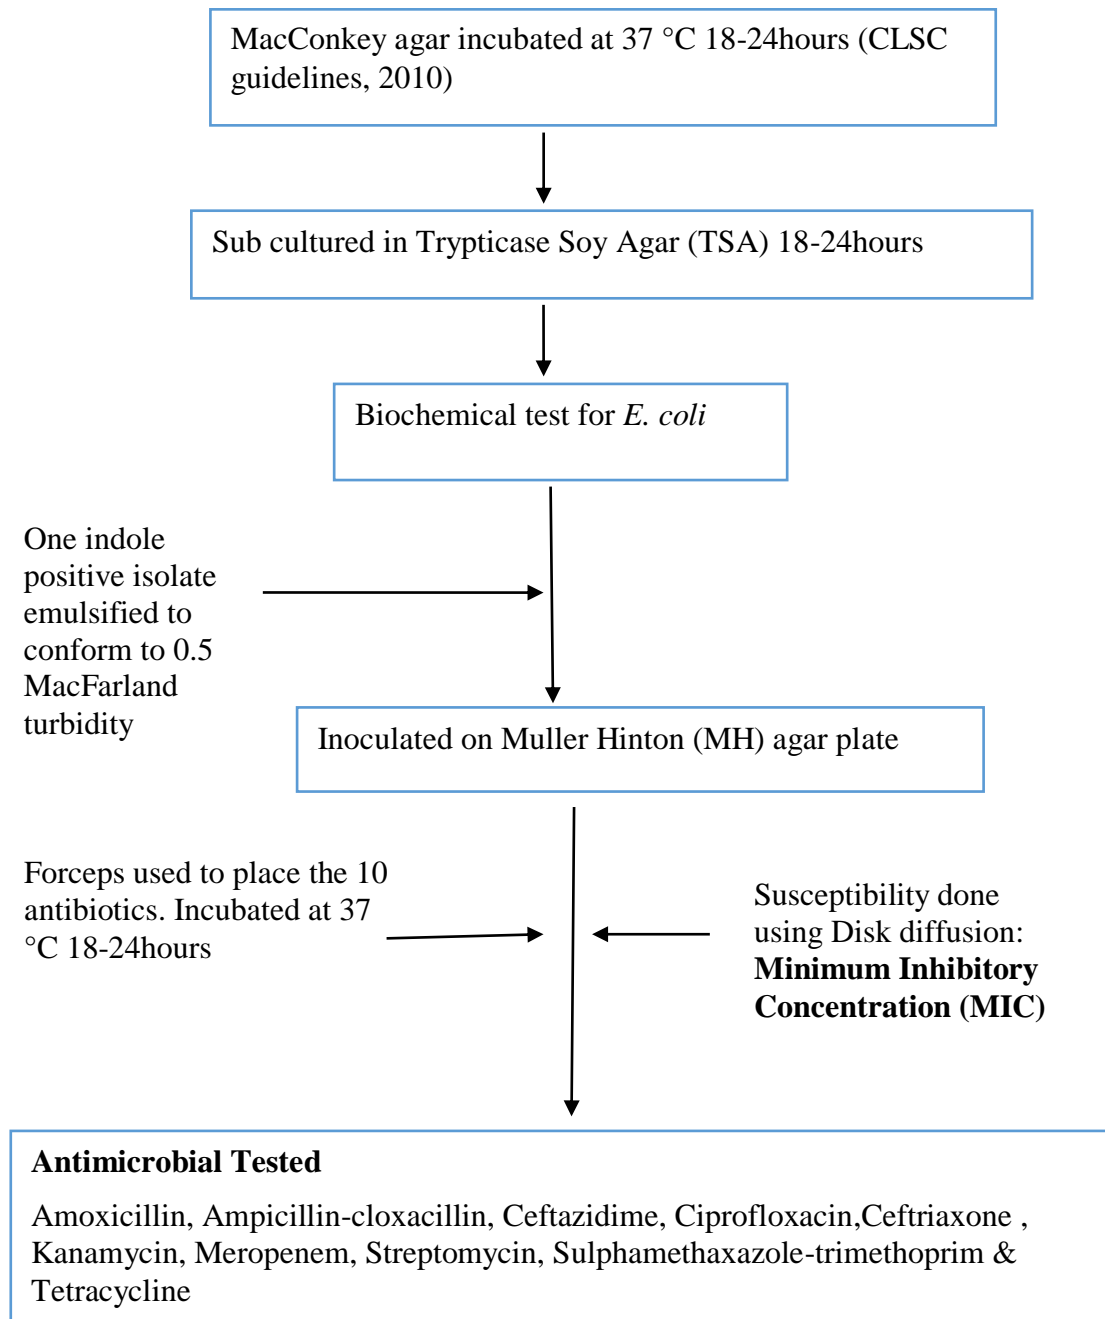 MacConkey agar incubated at 37 °C 18-24hours (CLSC
guidelines, 2010)
Sub cultured in Trypticase Soy Agar (TSA) 18-24hours
Biochemical test for E. coli
One indole
positive isolate
emulsified to
conform to 0.5
MacFarland
turbidity
Inoculated on Muller Hinton (MH) agar plate
Forceps used to place the 10
antibiotics. Incubated at 37
°C 18-24hours
Susceptibility done
using Disk diffusion:
Minimum Inhibitory
Concentration (MIC)
Antimicrobial Tested
Amoxicillin, Ampicillin-cloxacillin, Ceftazidime, Ciprofloxacin,Ceftriaxone ,
Kanamycin, Meropenem, Streptomycin, Sulphamethaxazole-trimethoprim &
Tetracycline